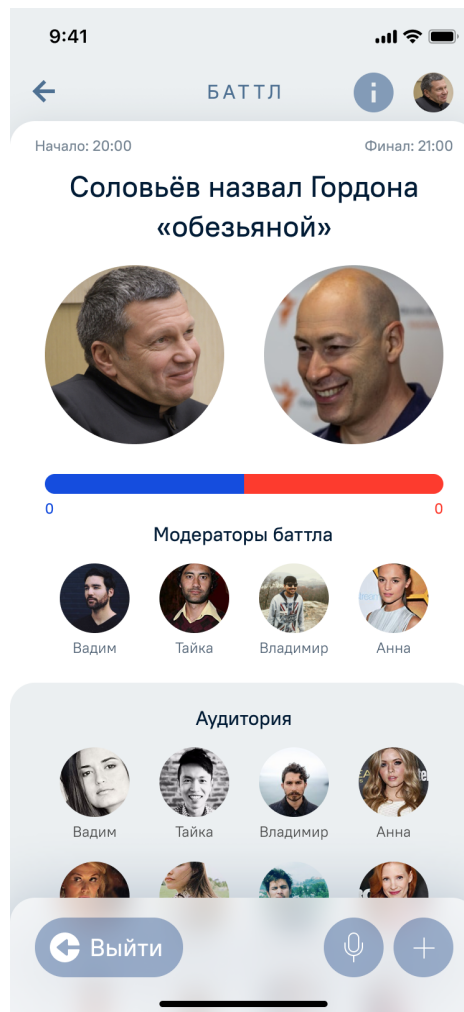 9:41
БАТТЛ
Начало: 20:00
Финал: 21:00
Соловьёв назвал Гордона
«обезьяной»
0
0
Модераторы баттла
Вадим
Тайка
Владимир
Анна
Аудитория
Вадим
Тайка
Владимир
Анна
Выйти